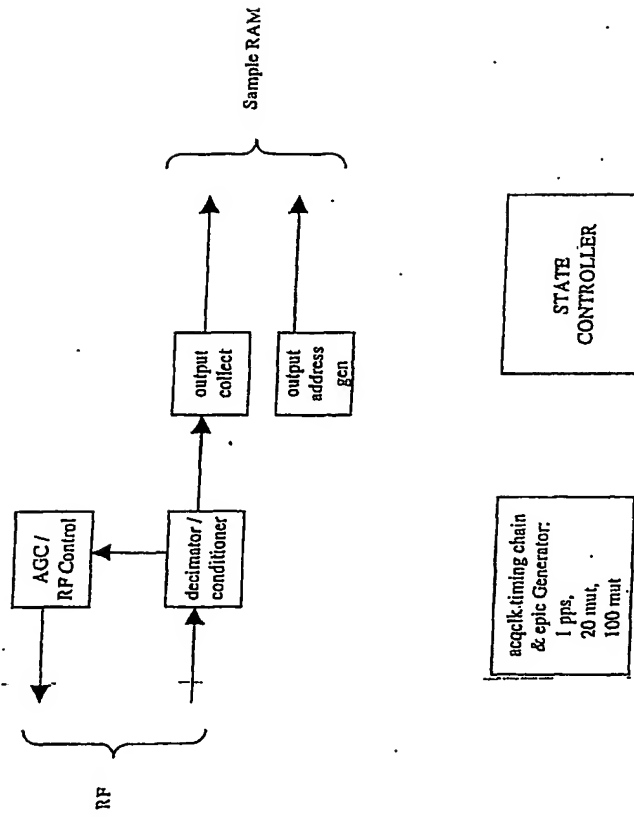 Sample RAM
AGC /
RF Control
output
collect
output
address
gen
decimator /
conditioner
RF
STATE
CONTROLLER
acqclk.timing chain
& epic Generator:
1 pps,
20 mut,
100 mut